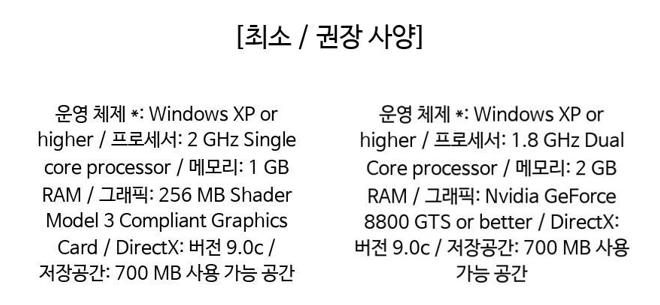 [최소 / 권장 사양]
운영 체제 *: Windows XP or
higher / 프로세서: 2 GHz Single
core processor / 메모리: 1 GB
RAM / 그래픽: 256 MB Shader
Model 3 Compliant Graphics
Card / DirectX: 버전 9.0c /
저장공간: 700 MB 사용 가능 공간
운영 체제 *: Windows XP or
higher / 프로세서: 1.8 GHz Dual
Core processor / 메모리: 2 GB
RAM / 그래픽: Nvidia GeForce
8800 GTS or better / DirectX:
버전 9.0c / 저장공간: 700 MB 사용
가능 공간